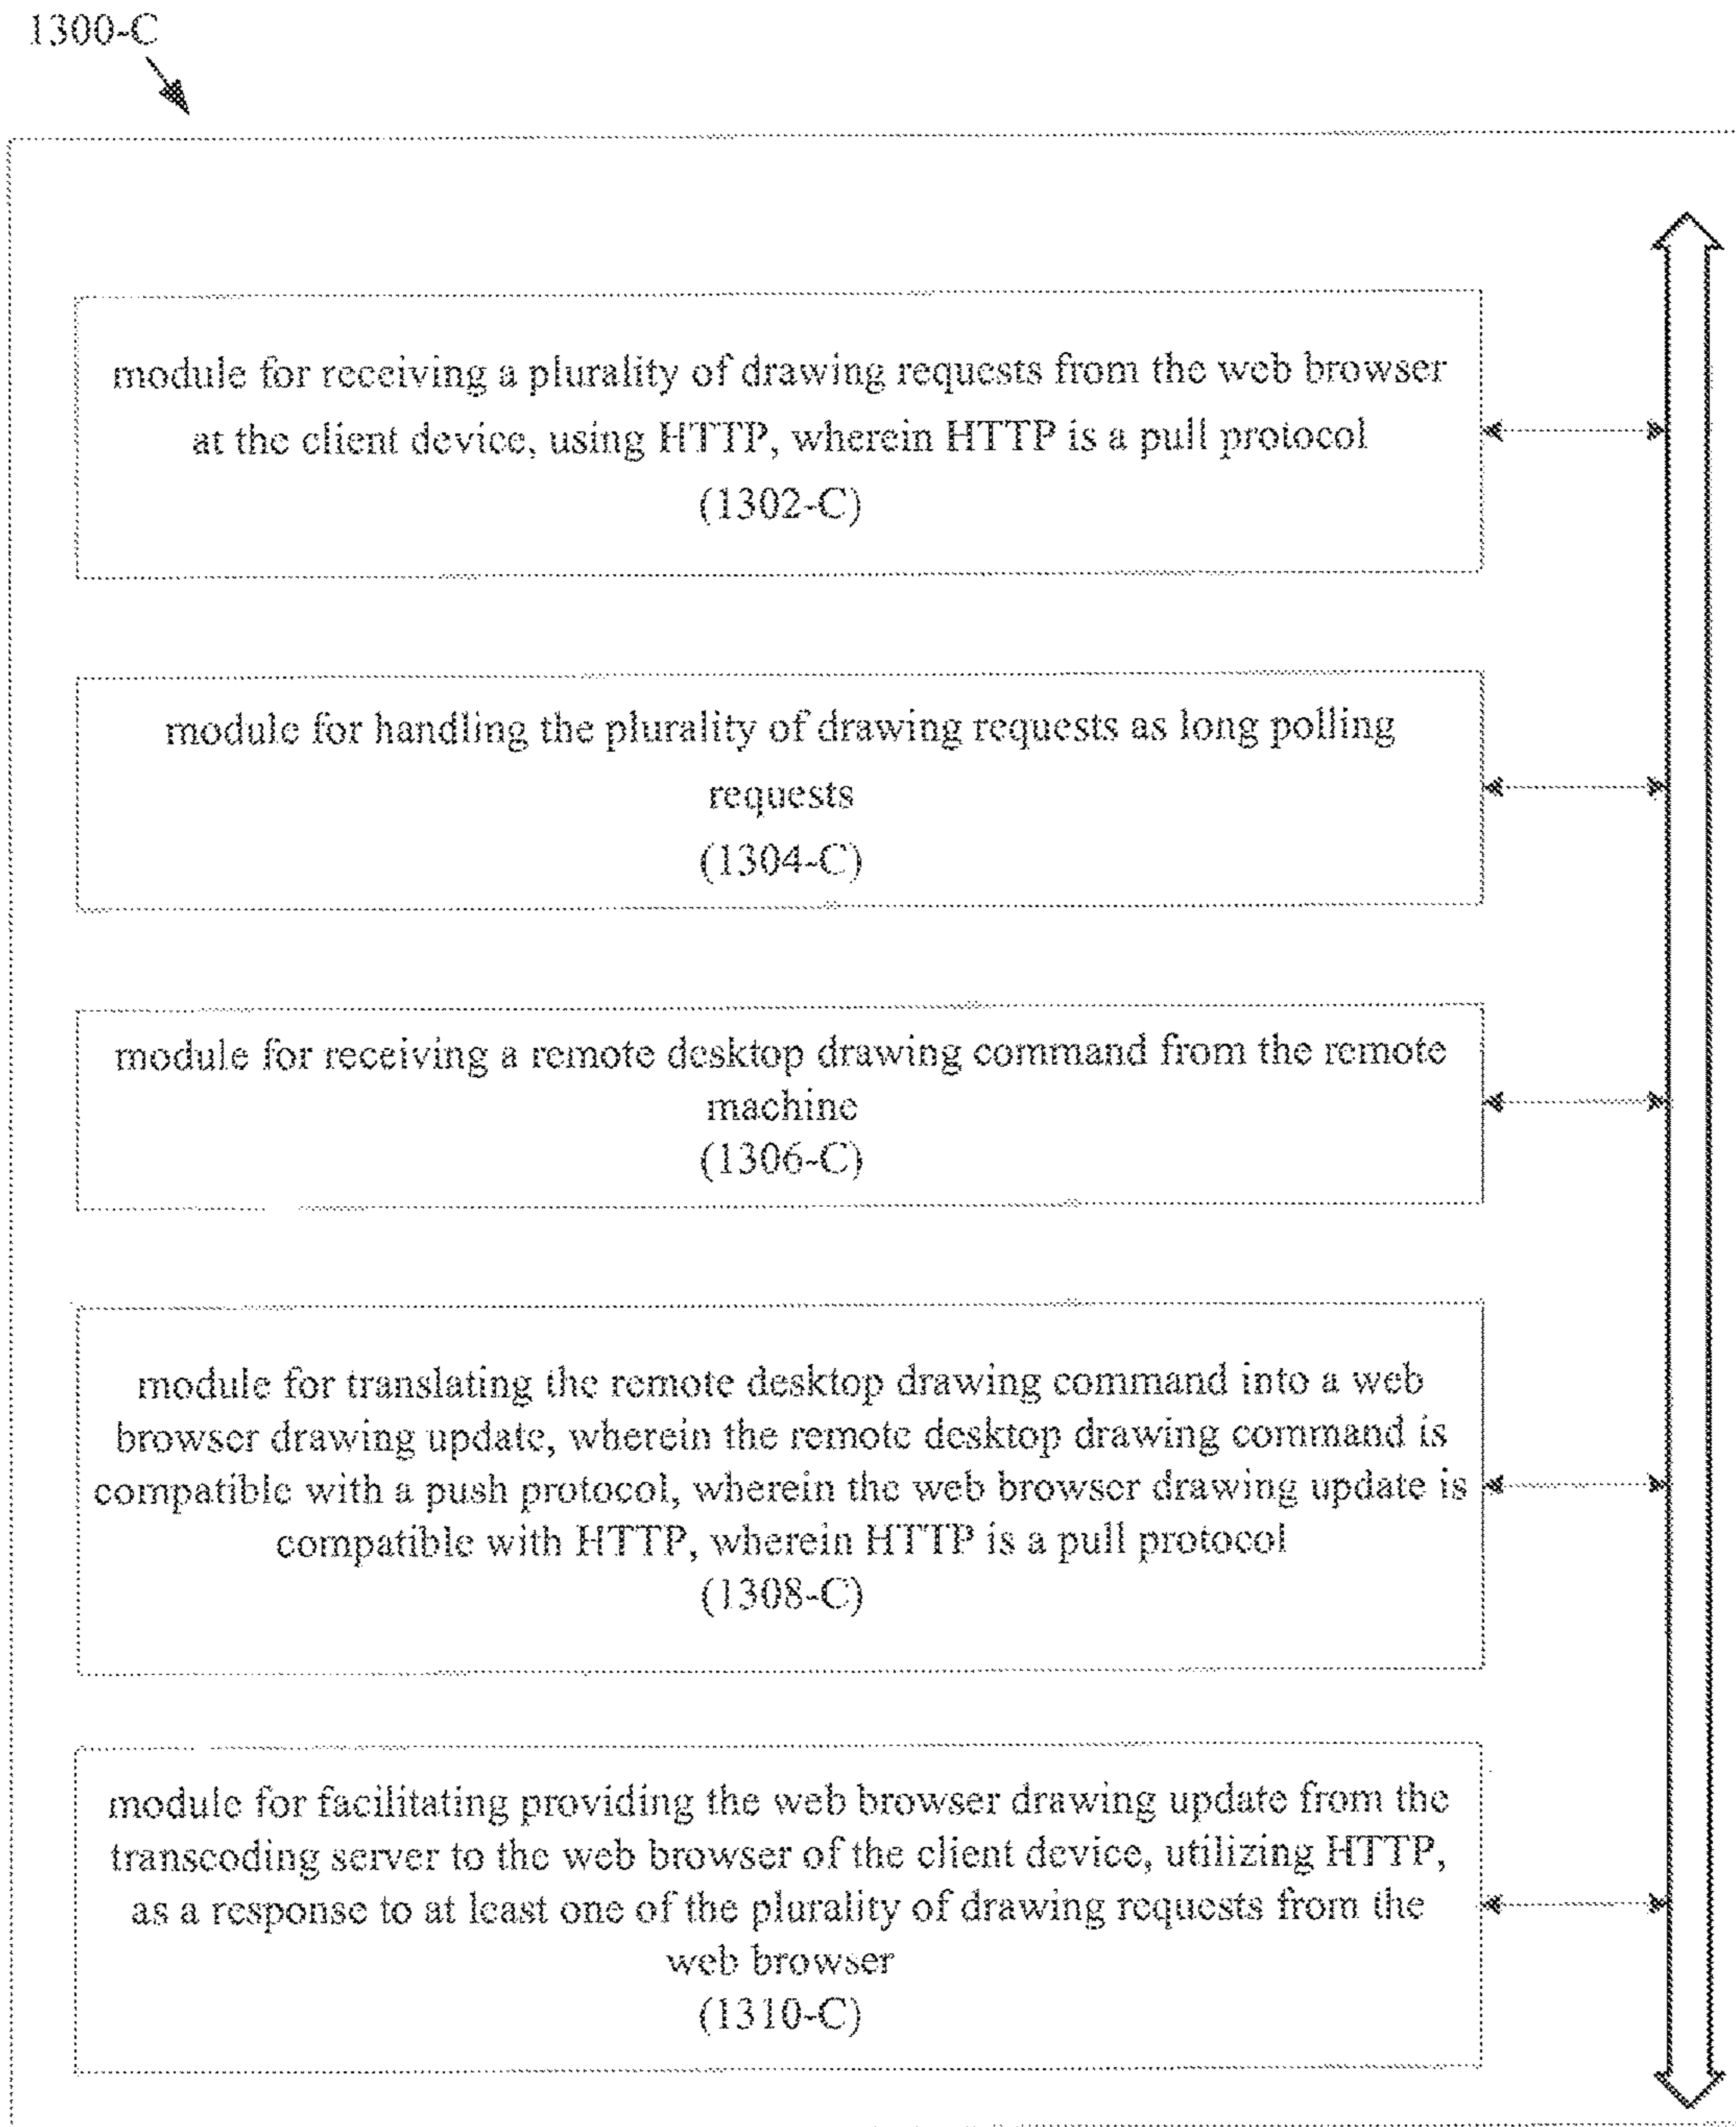 1300-C
module for receiving a plurality of drawing requests from the web browser
at the client device, using HTTP, wherein HTTP is a pull protocol
(1302-C)
module for handling the plurality of drawing requests as long polling
requests
(1304-C)
module for receiving a remote desktop drawing command from the remote
machine
(1306-C)
module for translating the remote desktop drawing command into a web
browser drawing update, wherein the remote desktop drawing command is
compatible with a push protocol, wherein the web browser drawing update is
compatible with HTTP, wherein HTTP is a pull protocol
(1308-C)
module for facilitating providing the web browser drawing update from the
transcoding server to the web browser of the client device, utilizing HTTP,
as a response to at least one of the plurality of drawing requests from the
web browser
(1310-C)